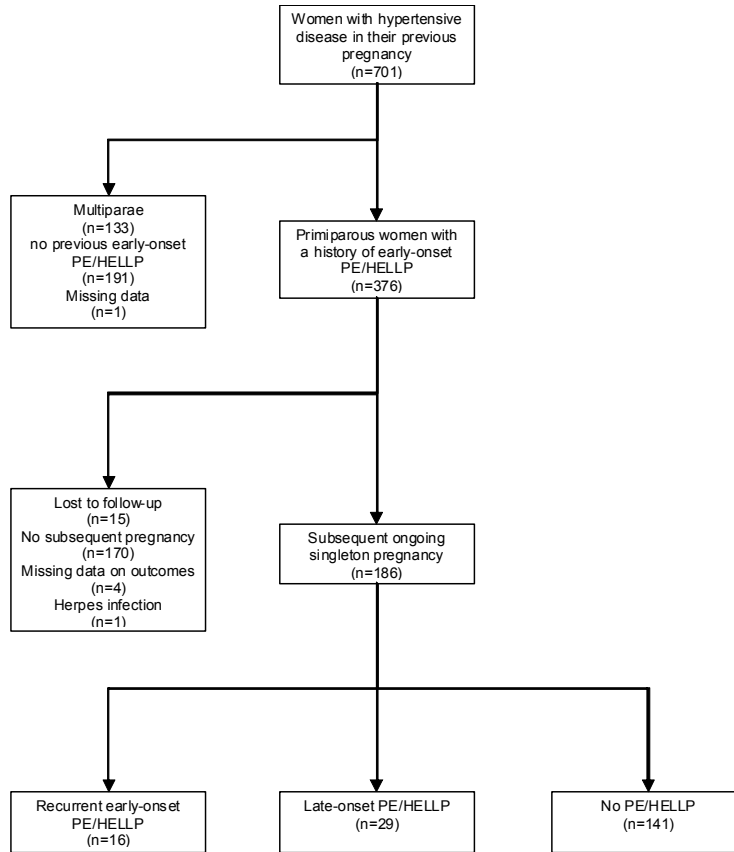 Women with hypertensive
disease in their previous
pregnancy
(n=701)
Multiparae
(n=133)
no previous early-onset
PE/HELLP
(n=191)
Missing data
(n=1)
Primiparous women with
a history of early-onset
PE/HELLP
(n=376)
Lost to follow-up
(n=15)
No subsequent pregnancy
(n=170)
Missing data on outcomes
(n=4)
Herpes infection
(n=1)
Subsequent ongoing
singleton pregnancy
(n=186)
Recurrent early-onset
PE/HELLP
(n=16)
Late-onset PE/HELLP
(n=29)
No PE/HELLP
(n=141)